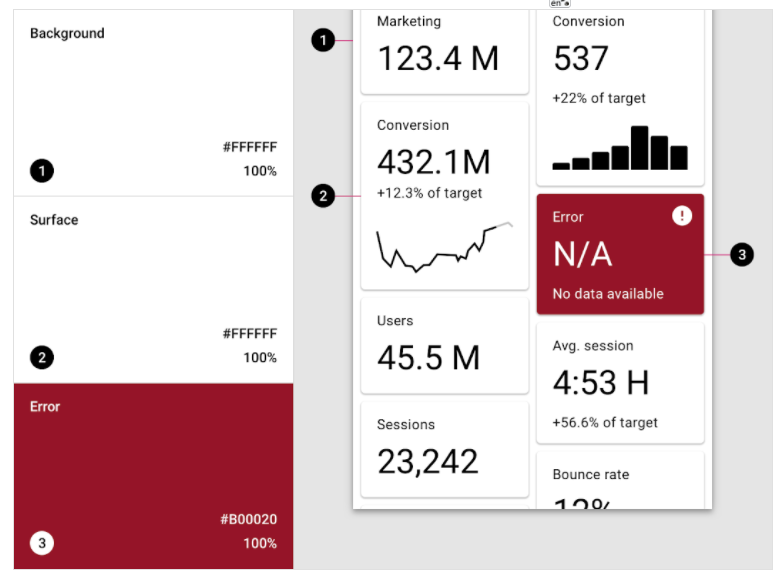 Background
#FFFFFF
1
100%
Surface
#FFFFFF
2
100%
Error
#B00020
3
100%
en
1
Marketing
123.4 M
2
Conversion
432.1M
+12.3% of target
Users
45.5 M
Sessions
23,242
Conversion
537
+22% of target
Error
!
N/A
3
No data available
Avg. session
4:53 H
+56.6% of target
Bounce rate
12%